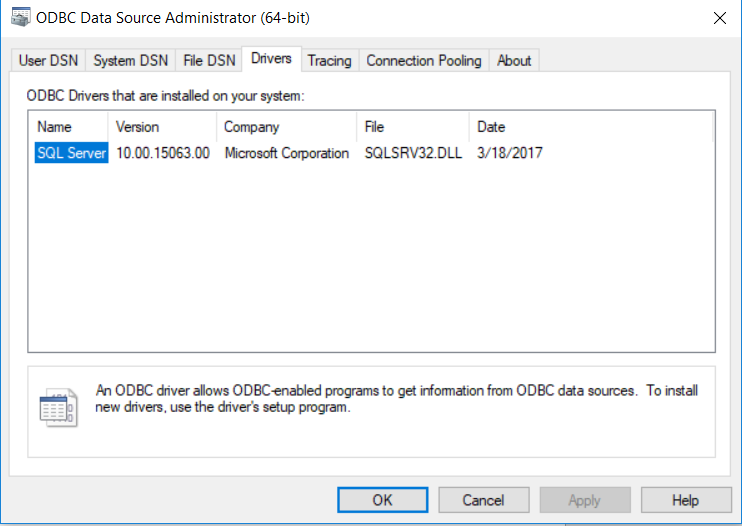 ODBC Data Source Administrator (64-bit)
User DSN System DSN File DSN Drivers Tracing Connection Pooling About
ODBC Drivers that are installed on your system:
Name Version Company File Date
SQL Server 10.00.15063.00 Microsoft Corporation SQLSRV32.DLL 3/18/2017
An ODBC driver allows ODBC-enabled programs to get information from ODBC data sources. To install
new drivers, use the driver's setup program.
OK Cancel Apply Help